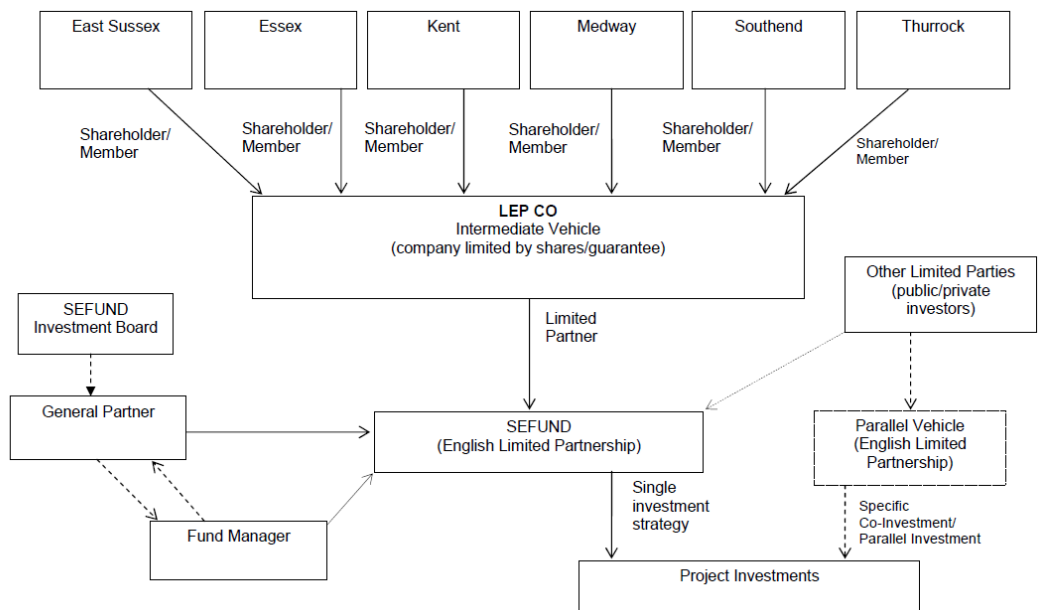 East Sussex
Essex
Kent
Medway
Southend
Thurrock
Shareholder/
Member
Shareholder/
Member
Shareholder/
Member
Shareholder/
Member
Shareholder/
Member
Shareholder/
Member
LEP CO
Intermediate Vehicle
(company limited by shares/guarantee)
Other Limited Parties
(public/private
investors)
SEFUND
Investment Board
Limited
Partner
General Partner
SEFUND
(English Limited Partnership)
Parallel Vehicle
(English Limited
Partnership)
Single
investment
strategy
Specific
Co-Investment/
Parallel Investment
Fund Manager
Project Investments